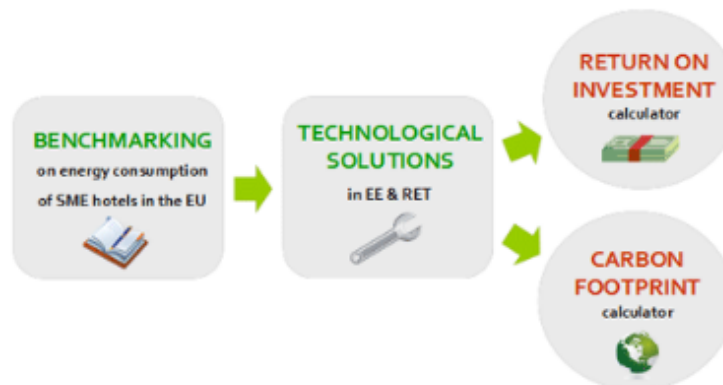 BENCHMARKING
on energy consumption
of SME hotels in the EU
TECHNOLOGICAL
SOLUTIONS
in EE & RET
RETURN ON
INVESTMENT
calculator
CARBON
FOOTPRINT
calculator